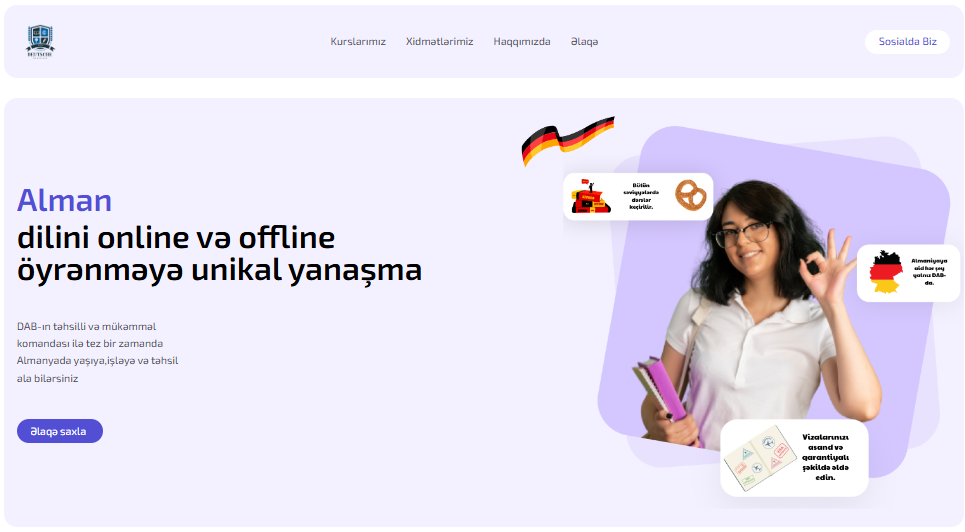 Kurslarımız Xidmətlərimiz Haqqımızda Əlaqə
Sosialda Biz
Alman
dilini online və offline
öyrənməyə unikal yanaşma
DAB-ın təhsilli və mükəmməl
komandası ilə tez bir zamanda
Almanyada yaşıya,işləyə və təhsil
ala bilərsiniz
Əlaqə saxla
Bütün
səviyyələrdə
dərslər
keçirilir.
Almaniyaya
aid hər şey
yalnız DAB-
da.
Vizalarınızı
asand və
qarantiyalı
şəkildə əldə
edin.